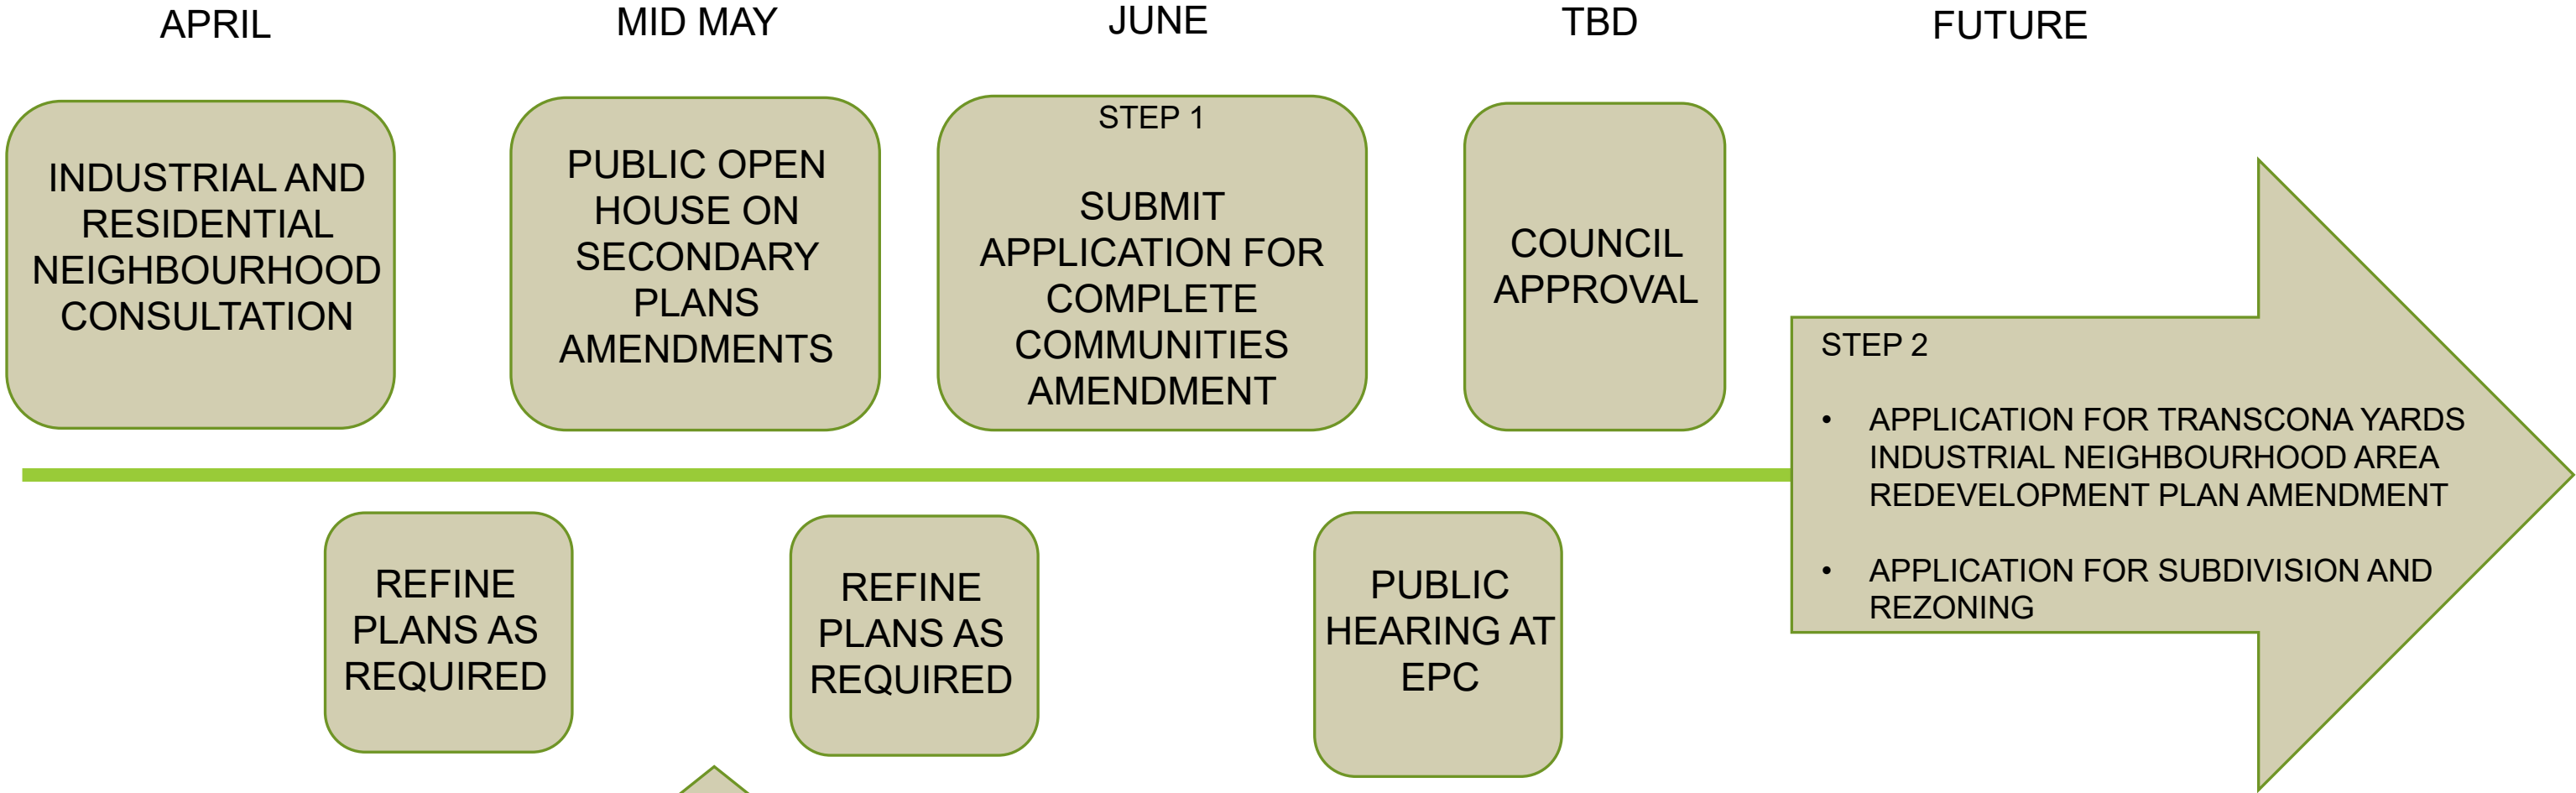 APRIL
MID MAY
JUNE
TBD
FUTURE
INDUSTRIAL AND
RESIDENTIAL
NEIGHBOURHOOD
CONSULTATION
PUBLIC OPEN
HOUSE ON
SECONDARY
PLANS
AMENDMENTS
STEP 1
SUBMIT
APPLICATION FOR
COMPLETE
COMMUNITIES
AMENDMENT
COUNCIL
APPROVAL
STEP 2
• APPLICATION FOR TRANSCONA YARDS
INDUSTRIAL NEIGHBOURHOOD AREA
REDEVELOPMENT PLAN AMENDMENT
• APPLICATION FOR SUBDIVISION AND
REZONING
REFINE
PLANS AS
REQUIRED
REFINE
PLANS AS
REQUIRED
PUBLIC
HEARING AT
EPC